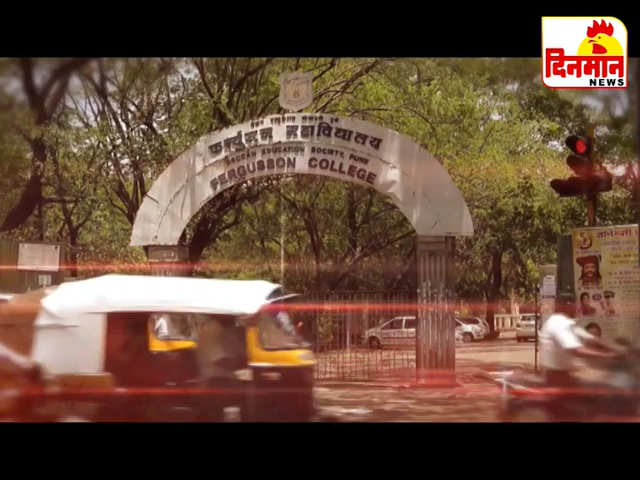 दिनमान
NEWS
फर्ग्युसन महाविद्यालय
DECCAN EDUCATION SOCIETY, PUNE
FERGUSSON COLLEGE